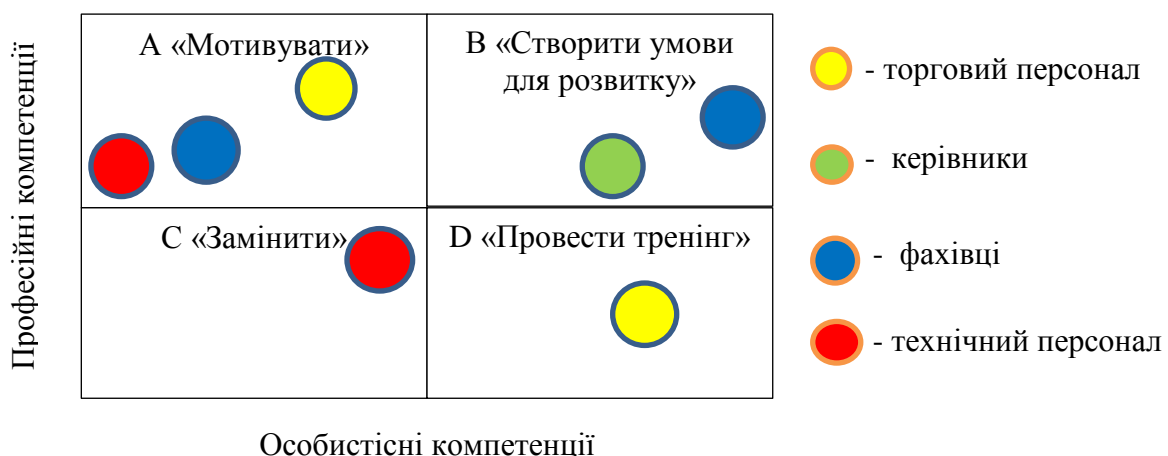 Професійні компетенції
А «Мотивувати»
В «Створити умови
для розвитку»
С «Замінити»
D «Провести тренінг»
Особистісні компетенції
- торговий персонал
- керівники
- фахівці
- технічний персонал